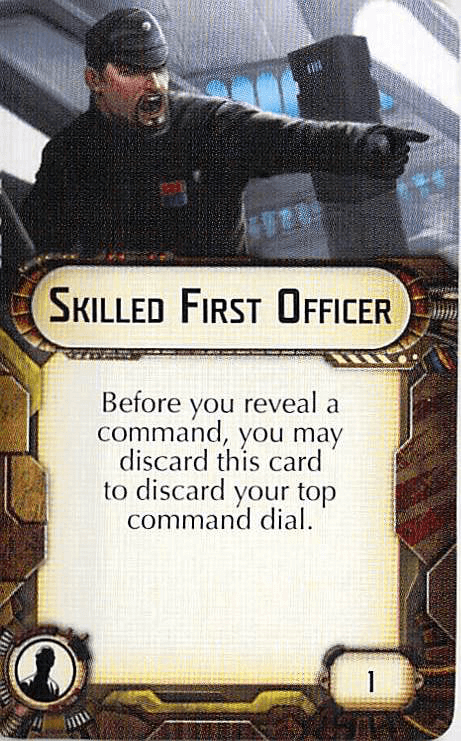 Skilled First Officer
Before you reveal a
command, you may
discard this card
to discard your top
command dial.
1